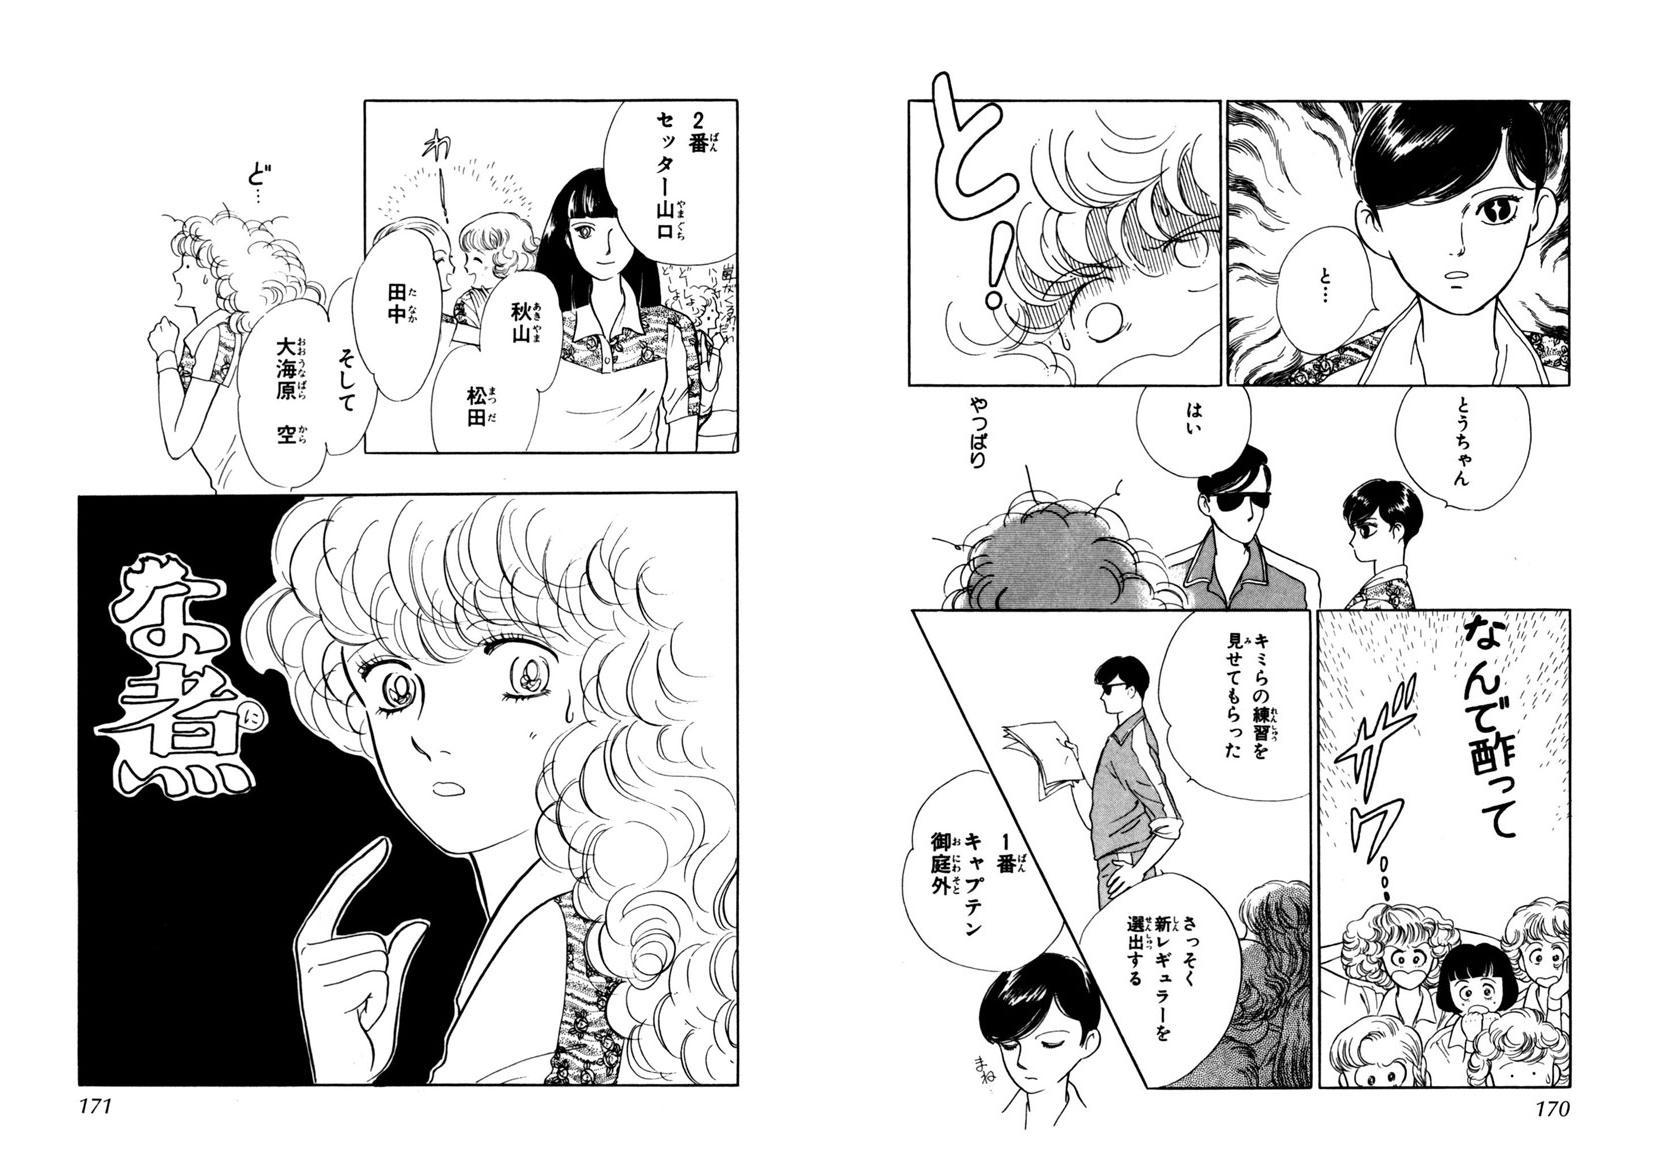 と…
と!
とうちゃん
はい
やっぱり
なんで酢って
ザワ…
キミらの練習を
見せてもらった
さっそく
新レギュラーを
選出する
1番
キャプテン
御庭外
まね…
170
2番
セッター山口
わーっ
秋山
松田
田中
そして
大海原 空
ど…
な煮
171